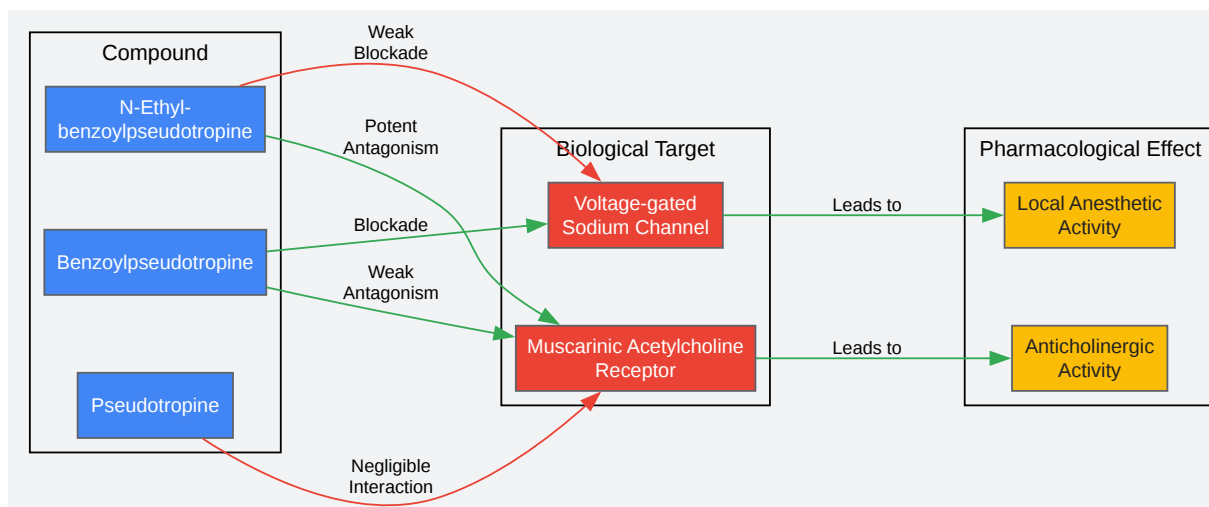 Compound
N-Ethyl-
benzoylpseudotropine
Benzoylpseudotropine
Pseudotropine
Weak
Blockade
Potent
Antagonism
Blockade
Weak
Antagonism
Negligible
Interaction
Biological Target
Voltage-gated
Sodium Channel
Muscarinic Acetylcholine
Receptor
Leads to
Leads to
Pharmacological Effect
Local Anesthetic
Activity
Anticholinergic
Activity